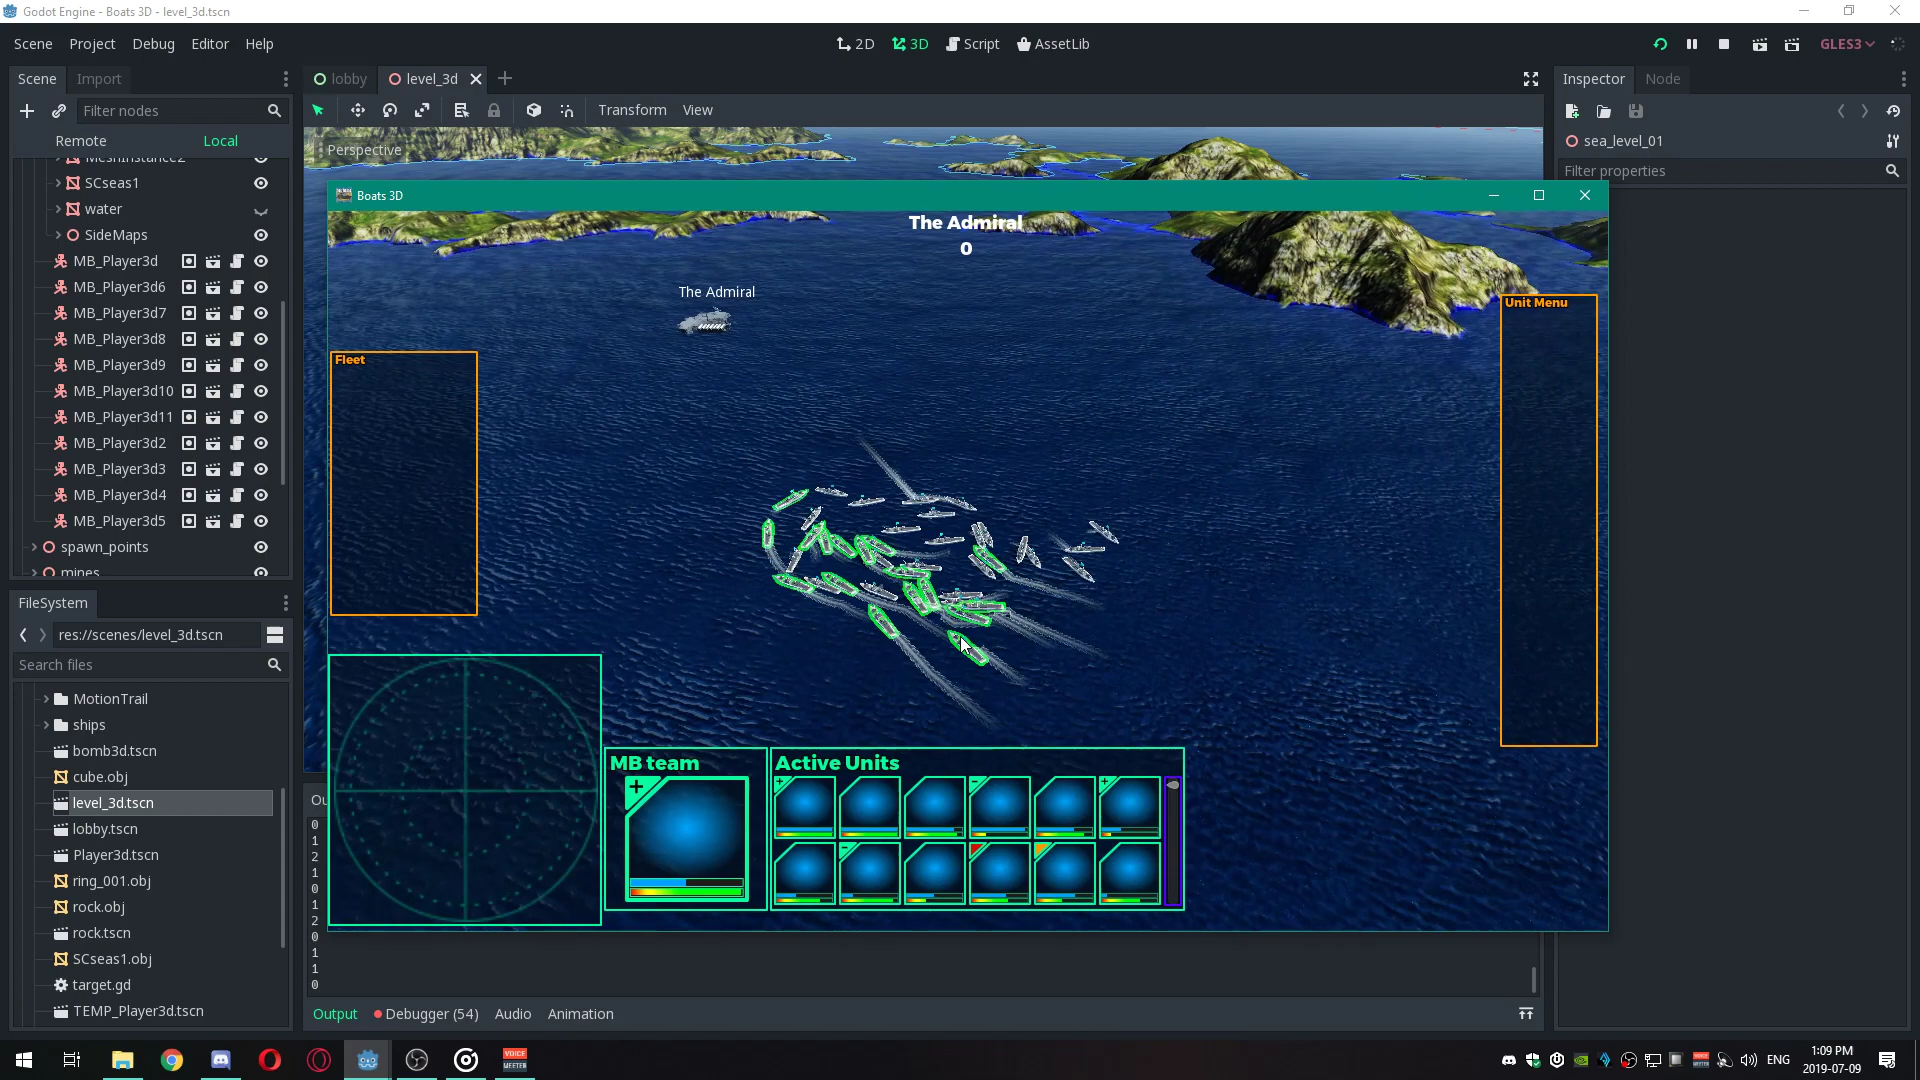 Godot Engine - Boats 3D - level_3d.tscn
Scene Project Debug Editor Help
2D 3D Script AssetLib
GLES3
Scene Import
lobby level_3d
Inspector Node
Filter nodes
Transform View
Remote Local
Perspective
sea_level_01
Filter properties
MeshInstance2
SCseas1
water
SideMaps
MB_Player3d
MB_Player3d6
MB_Player3d7
MB_Player3d8
MB_Player3d9
MB_Player3d10
MB_Player3d11
MB_Player3d2
MB_Player3d3
MB_Player3d4
MB_Player3d5
spawn_points
mines
Boats 3D
The Admiral
0
The Admiral
Fleet
Unit Menu
MB team
+
Active Units
+ - +
-
FileSystem
res://scenes/level_3d.tscn
Search files
MotionTrail
ships
bomb3d.tscn
cube.obj
level_3d.tscn
lobby.tscn
Player3d.tscn
ring_001.obj
rock.obj
rock.tscn
SCseas1.obj
target.gd
TEMP_Player3d.tscn
Ou
0
1
2
1
0
1
2
0
1
1
0
Output Debugger (54) Audio Animation
VOICE
MEETER
ENG
1:09 PM
2019-07-09